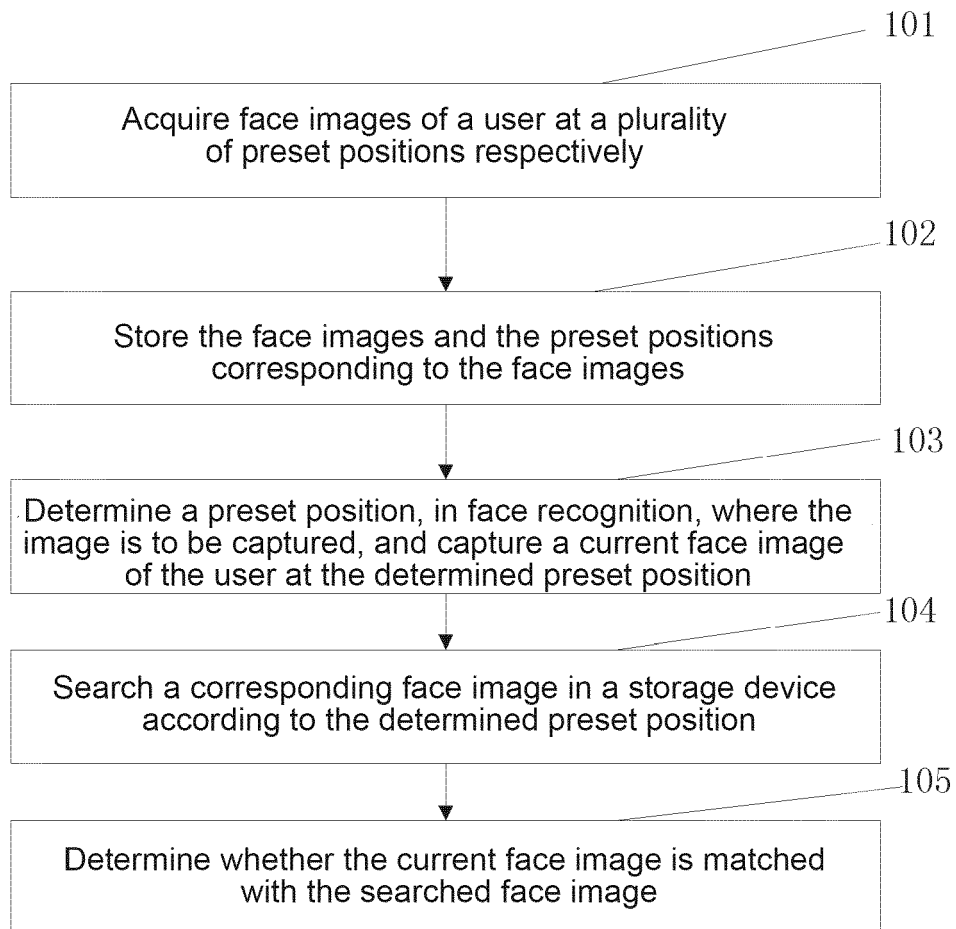 101
Acquire face images of a user at a plurality
of preset positions respectively
102
Store the face images and the preset positions
corresponding to the face images
103
Determine a preset position, in face recognition, where the
image is to be captured, and capture a current face image
of the user at the determined preset position
104
Search a corresponding face image in a storage device
according to the determined preset position
105
Determine whether the current face image is matched
with the searched face image